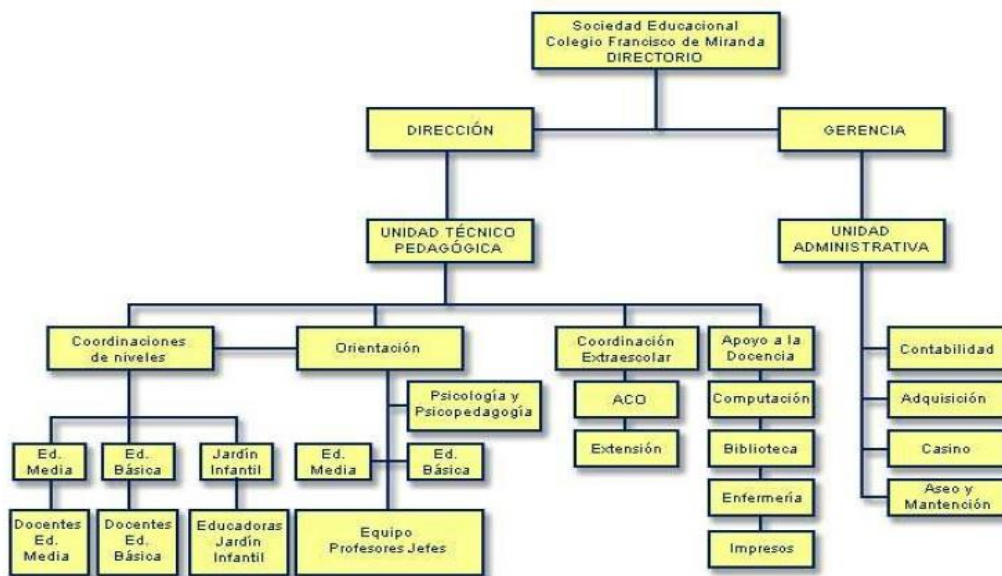 Sociedad Educacional
Colegio Francisco de Miranda
DIRECTORIO
DIRECCIÓN
GERENCIA
UNIDAD TÉCNICO
PEDAGÓGICA
UNIDAD
ADMINISTRATIVA
Coordinaciones
de niveles
Orientación
Coordinación
Extraescolar
Apoyo a la
Docencia
Contabilidad
Psicología y
Psicopedagogía
ACO
Computación
Adquisición
Ed.
Media
Ed.
Básica
Jardín
Infantil
Ed.
Media
Ed.
Básica
Extensión
Biblioteca
Casino
Enfermería
Aseo y
Mantención
Docentes
Ed.
Media
Docentes
Ed.
Básica
Educadoras
Jardín
Infantil
Equipo
Profesores Jefes
Impresos